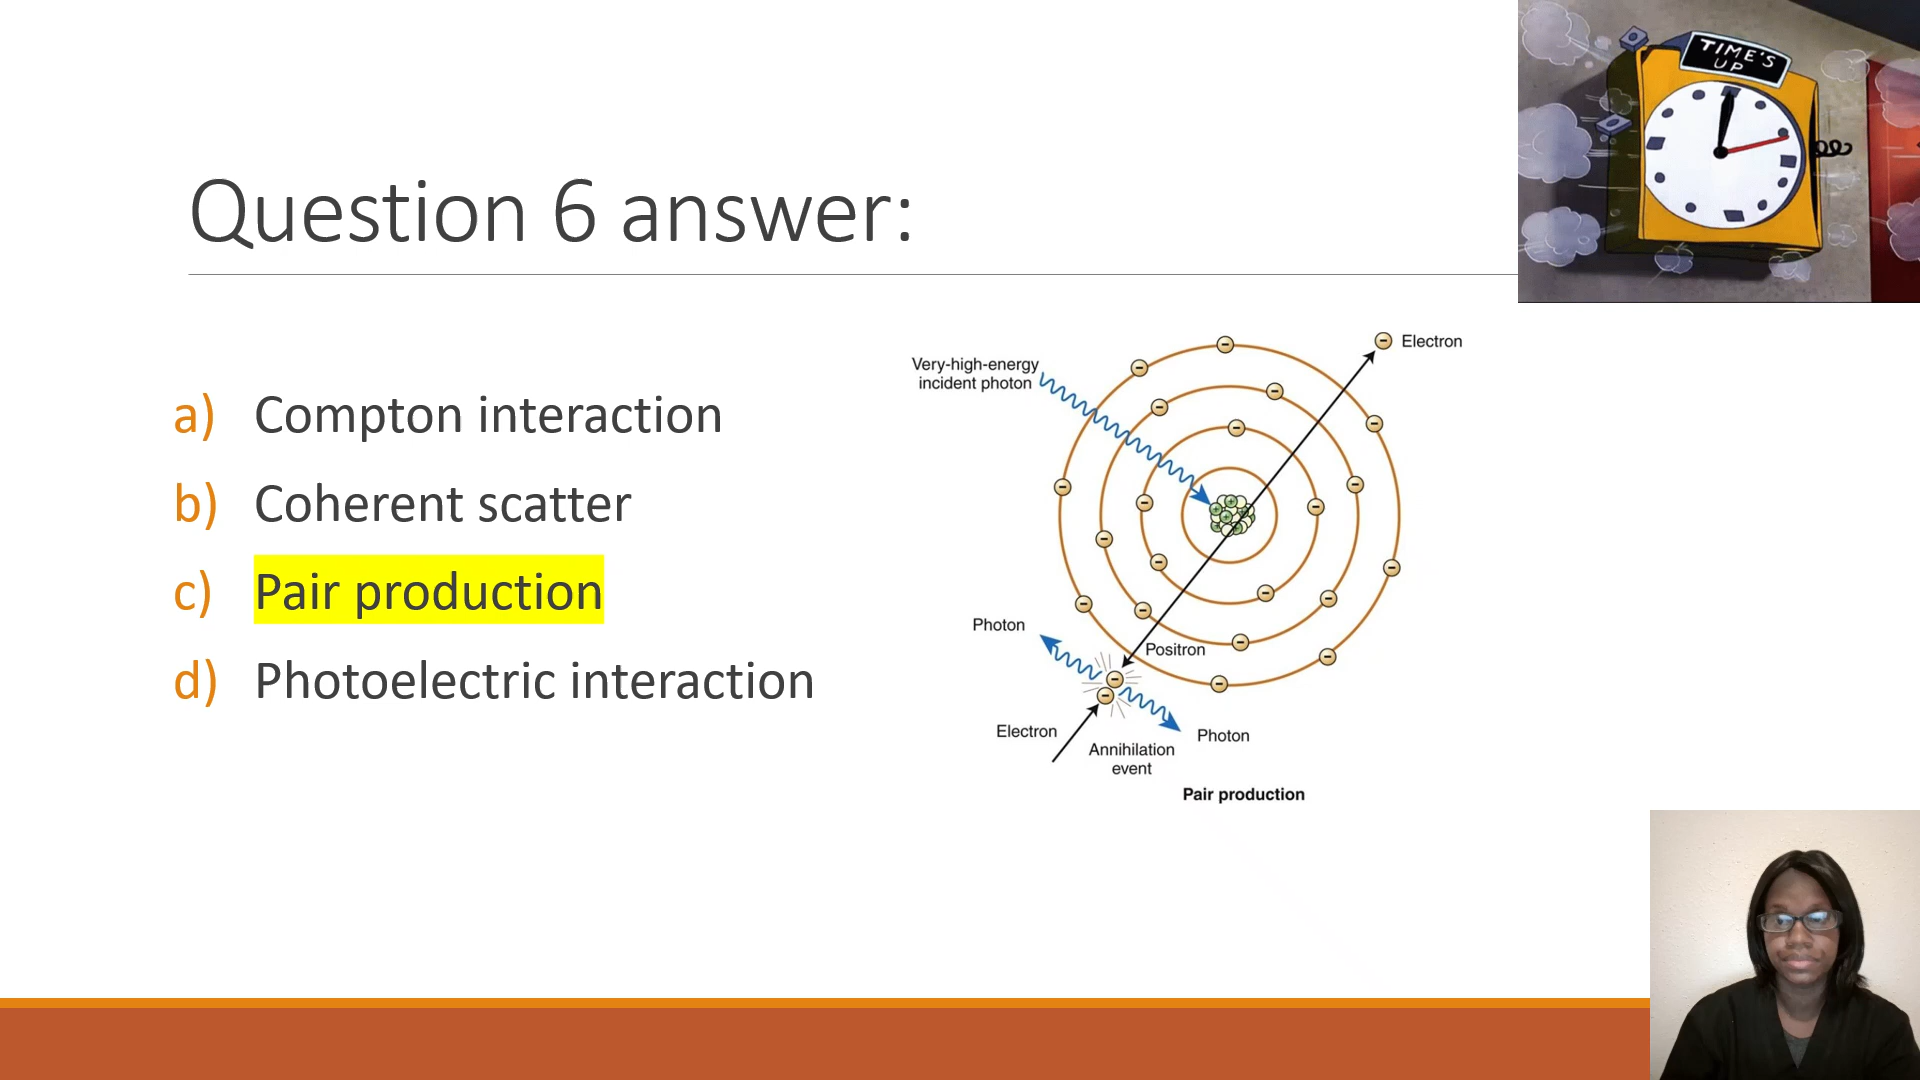 TIME'S
UP
Question 6 answer:
a) Compton interaction
b) Coherent scatter
c) Pair production
d) Photoelectric interaction
Very-high-energy
incident photon
Electron
Photon
Positron
Electron
Annihilation
event
Photon
Pair production